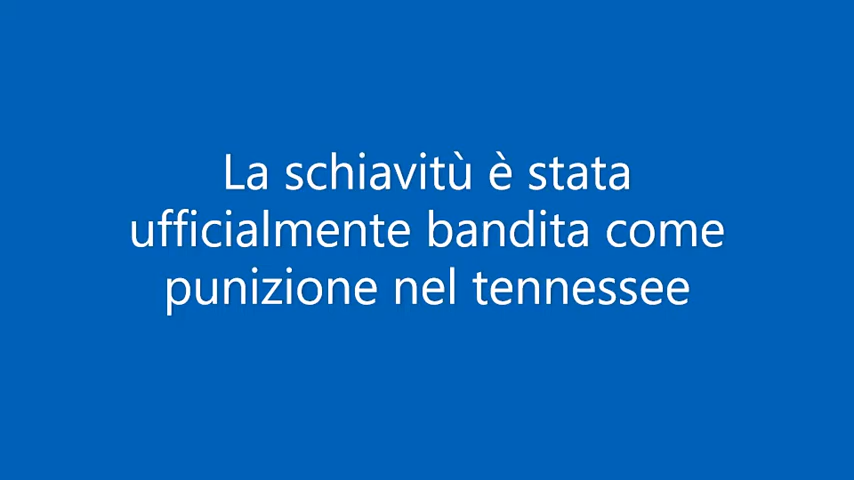 La schiavitù è stata
ufficialmente bandita come
punizione nel tennessee